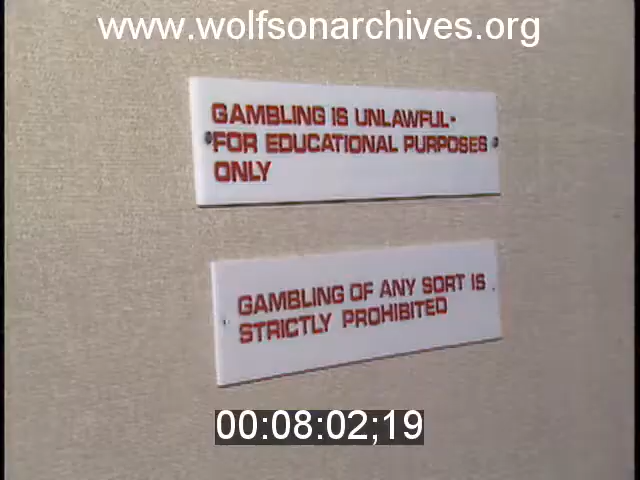 www.wolfsonarchives.org
GAMBLING IS UNLAWFUL-
FOR EDUCATIONAL PURPOSES
ONLY
GAMBLING OF ANY SORT IS
STRICTLY PROHIBITED
00:08:02;19